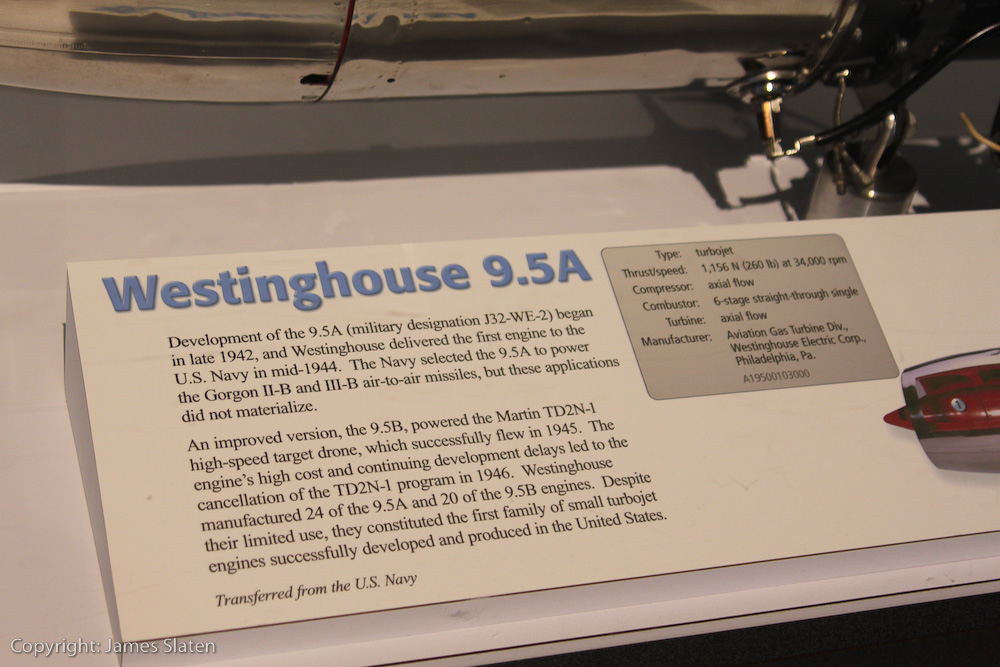 Westinghouse 9.5A
Development of the 9.5A (military designation J32-WE-2) began
in late 1942, and Westinghouse delivered the first engine to the
U.S. Navy in mid-1944. The Navy selected the 9.5A to power
the Gorgon II-B and III-B air-to-air missiles, but these applications
did not materialize.
An improved version, the 9.5B, powered the Martin TD2N-1
high-speed target drone, which successfully flew in 1945. The
engine's high cost and continuing development delays led to the
cancellation of the TD2N-1 program in 1946. Westinghouse
manufactured 24 of the 9.5A and 20 of the 9.5B engines. Despite
their limited use, they constituted the first family of small turbojet
engines successfully developed and produced in the United States.
Transferred from the U.S. Navy
Type: turbojet
Thrust/speed: 1,156 N (260 lb) at 34,000 rpm
Compressor: axial flow
Combustor: 6-stage straight-through single
Turbine: axial flow
Manufacturer: Aviation Gas Turbine Div.,
Westinghouse Electric Corp.,
Philadelphia, Pa.
A19500103000
Copyright: James Slaten